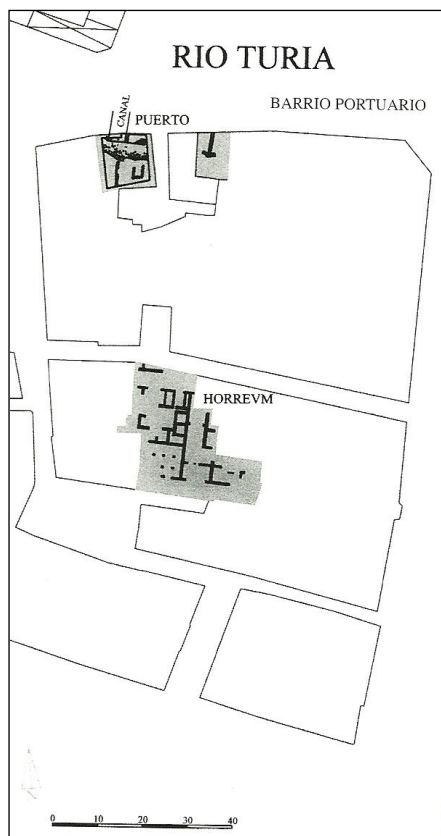 RIO TURIA
BARRIO PORTUARIO
CANAL
PUERTO
HORREVM
0 10 20 30 40